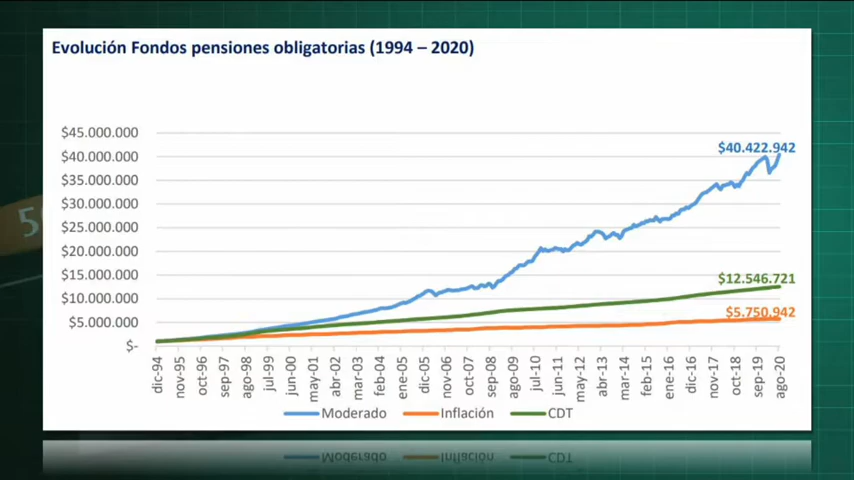 Evolución Fondos pensiones obligatorias (1994 – 2020)
$45.000.000
$40.000.000
$35.000.000
$30.000.000
$25.000.000
$20.000.000
$15.000.000
$10.000.000
$5.000.000
$-
$40.422.942
$12.546.721
$5.750.942
dic-94
nov-95
oct-96
sep-97
ago-98
jul-99
jun-00
may-01
abr-02
mar-03
feb-04
ene-05
dic-05
nov-06
oct-07
sep-08
ago-09
jul-10
jun-11
may-12
abr-13
mar-14
feb-15
ene-16
dic-16
nov-17
oct-18
sep-19
ago-20
Moderado
Inflación
CDT
Moderado
Inflación
CDT